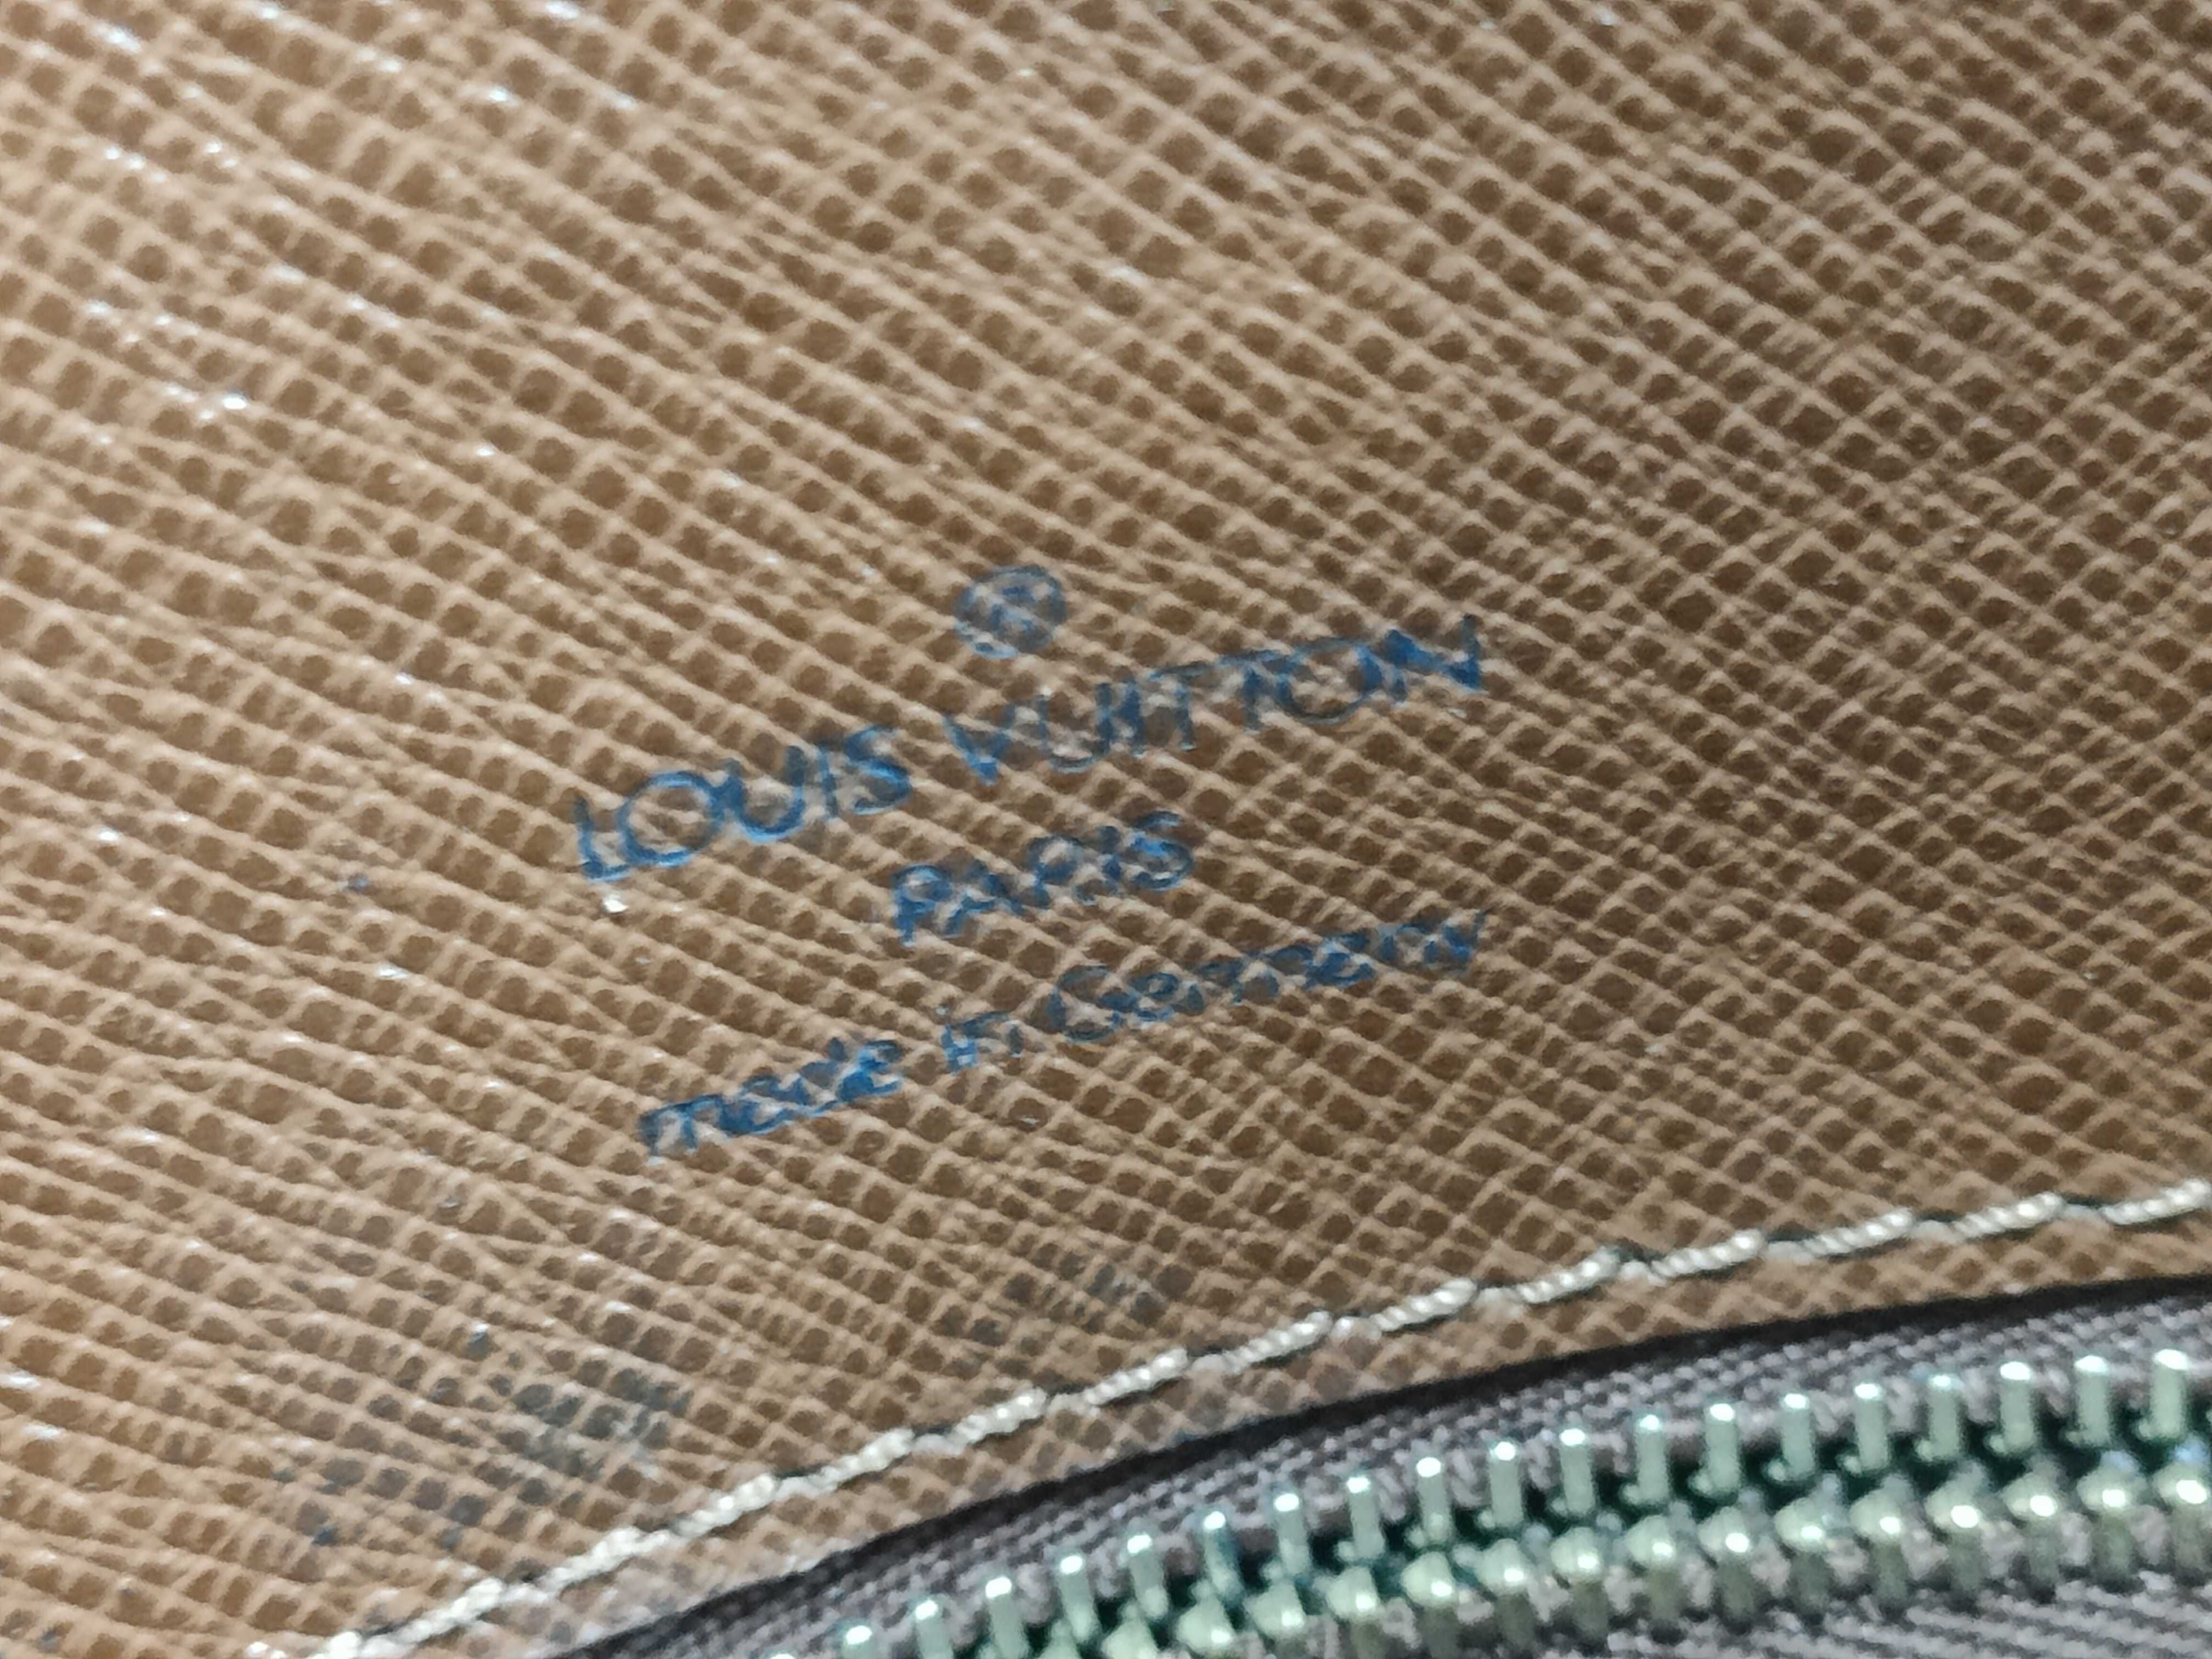 ®
LOUIS VUITTON
PARIS
made in Germany